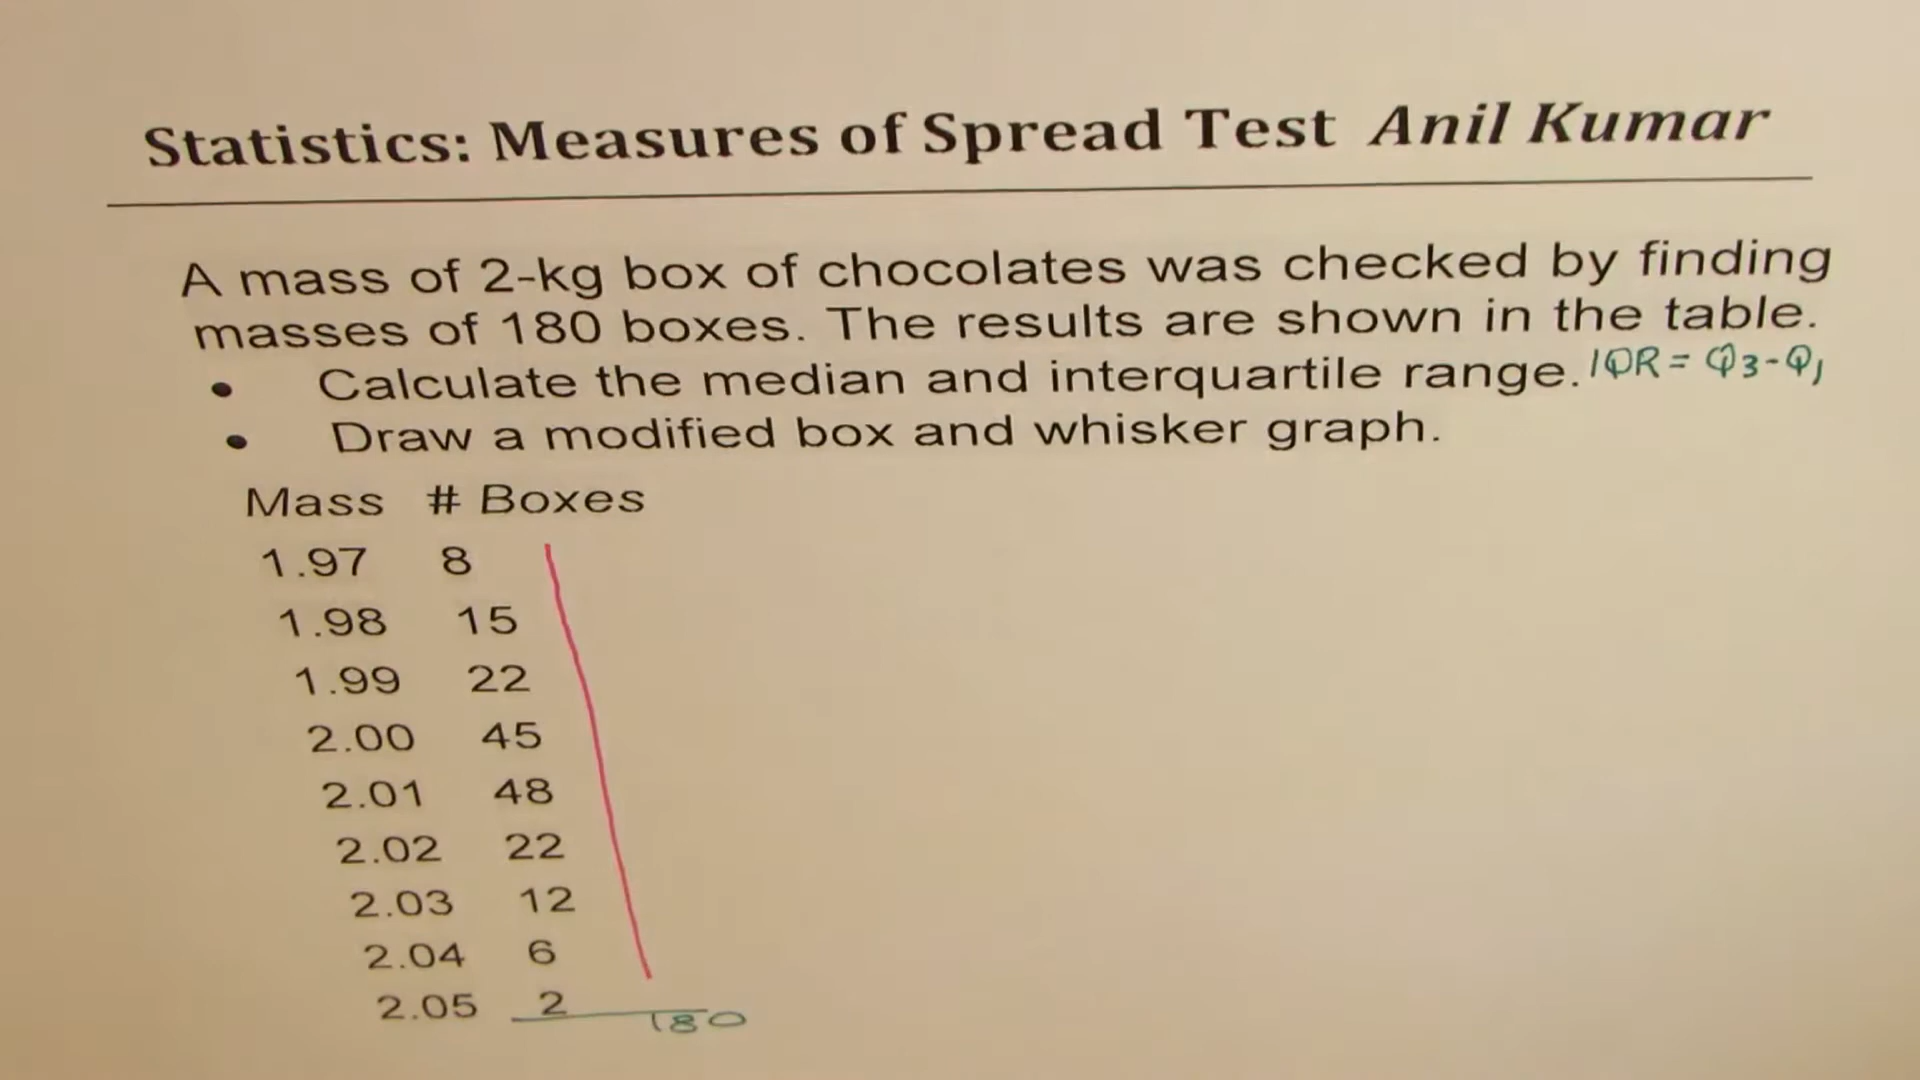 Statistics: Measures of Spread Test Anil Kumar
A mass of 2-kg box of chocolates was checked by finding
masses of 180 boxes. The results are shown in the table.
• Calculate the median and interquartile range. IQR = Q3-Q1
• Draw a modified box and whisker graph.
Mass # Boxes
1.97 8
1.98 15
1.99 22
2.00 45
2.01 48
2.02 22
2.03 12
2.04 6
2.05 2
180